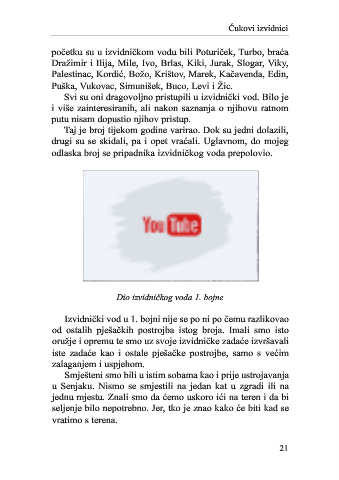 Čukovi izvidnici
početku su u izvidničkom vodu bili Poturiček, Turbo, braća
Dražimir i Ilija, Mile, Ivo, Brlas, Kiki, Jurak, Slogar, Viky,
Palestinac, Kordić, Božo, Krištov, Marek, Kačavenda, Edin,
Puška, Vukovac, Simunišek, Buco, Levi i Žic.
Svi su oni dragovoljno pristupili u izvidnički vod. Bilo je
i više zainteresiranih, ali nakon saznanja o njihovu ratnom
putu nisam dopustio njihov pristup.
Taj je broj tijekom godine varirao. Dok su jedni dolazili,
drugi su se skidali, pa i opet vraćali. Uglavnom, do mojeg
odlaska broj se pripadnika izvidničkog voda prepolovio.
YouTube
Dio izvidničkog voda 1. bojne
Izvidnički vod u 1. bojni nije se po ni po čemu razlikovao
od ostalih pješačkih postrojba istog broja. Imali smo isto
oružje i opremu te smo uz svoje izvidničke zadaće izvršavali
iste zadaće kao i ostale pješačke postrojbe, samo s većim
zalaganjem i uspjehom.
Smješteni smo bili u istim sobama kao i prije ustrojavanja
u Senjaku. Nismo se smjestili na jedan kat u zgradi ili na
jednu mjestu. Znali smo da ćemo uskoro ići na teren i da bi
seljenje bilo nepotrebno. Jer, tko je znao kako će biti kad se
vratimo s terena.
21